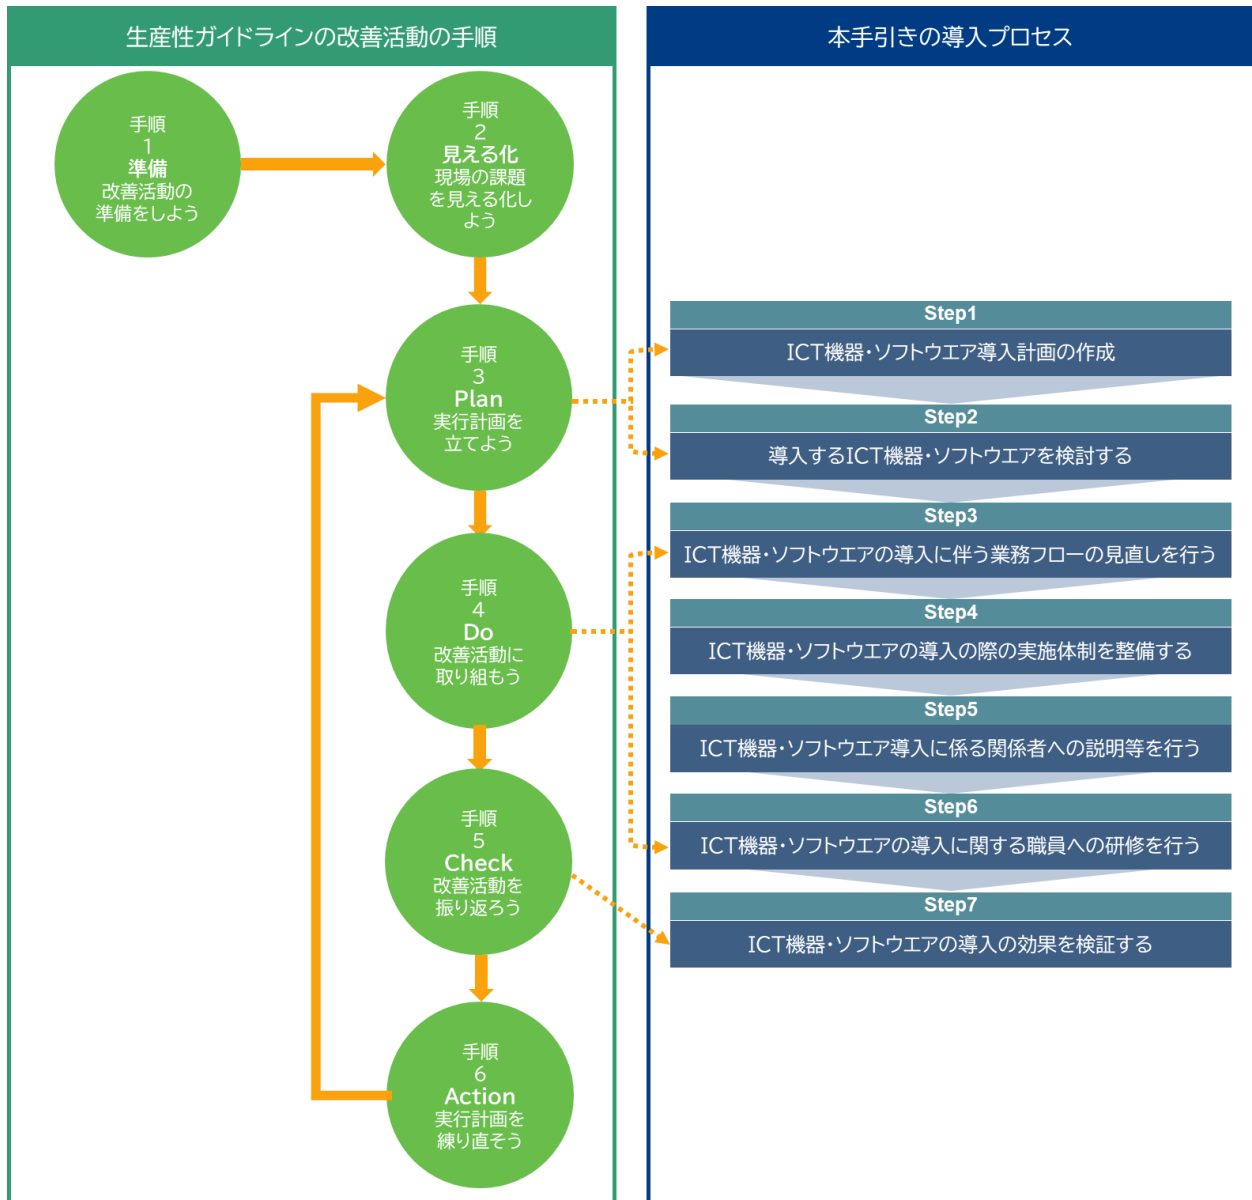 生産性ガイドラインの改善活動の手順
手順
1
準備
改善活動の
準備をしよう
手順
2
見える化
現場の課題
を見える化し
よう
手順
3
Plan
実行計画を
立てよう
手順
4
Do
改善活動に
取り組もう
手順
5
Check
改善活動を
振り返ろう
手順
6
Action
実行計画を
練り直そう
本手引きの導入プロセス
Step1
ICT機器・ソフトウエア導入計画の作成
Step2
導入するICT機器・ソフトウエアを検討する
Step3
ICT機器・ソフトウエアの導入に伴う業務フローの見直しを行う
Step4
ICT機器・ソフトウエアの導入の際の実施体制を整備する
Step5
ICT機器・ソフトウエア導入に係る関係者への説明等を行う
Step6
ICT機器・ソフトウエアの導入に関する職員への研修を行う
Step7
ICT機器・ソフトウエアの導入の効果を検証する